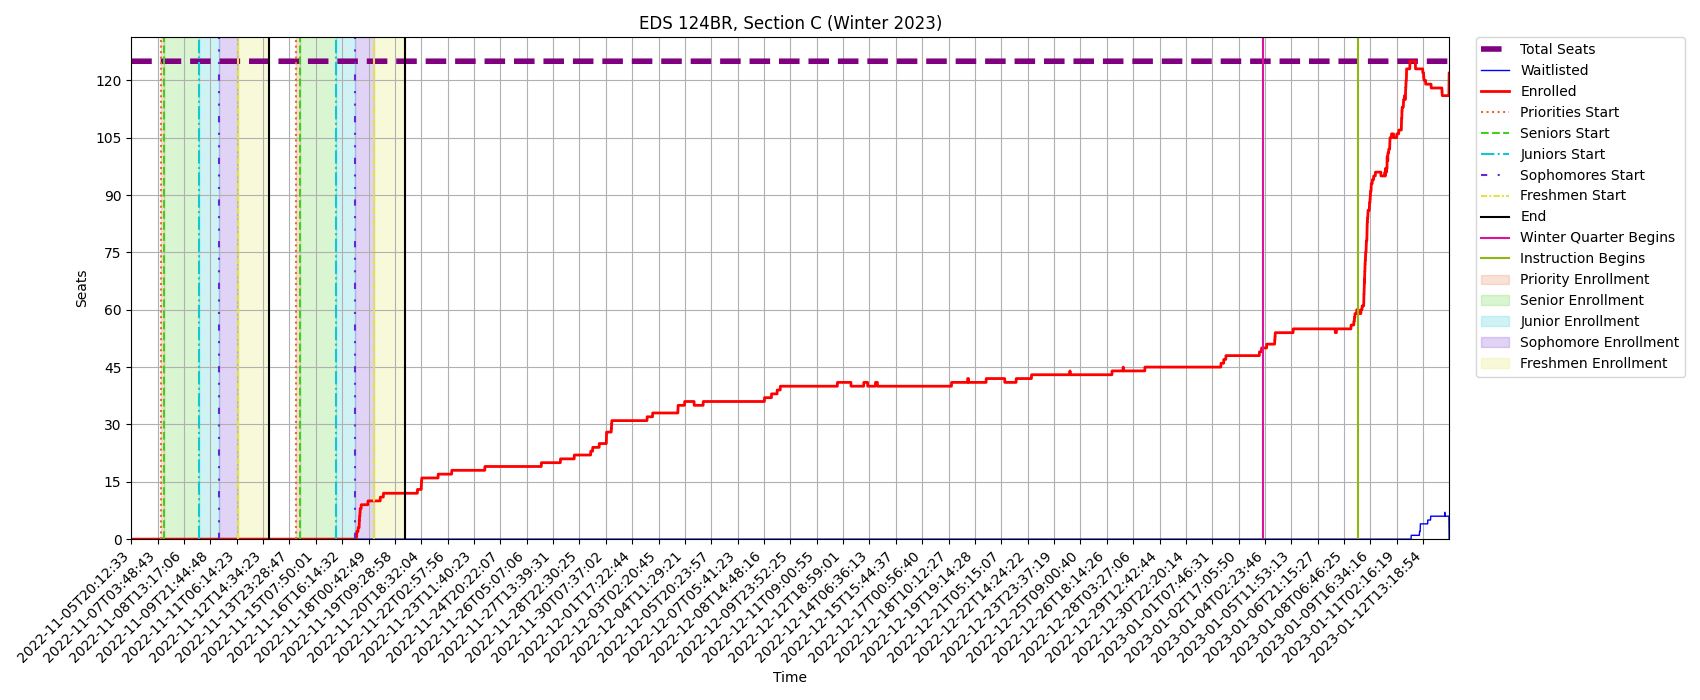 EDS 124BR, Section C (Winter 2023)
Seats
120
105
90
75
60
45
30
15
0
2022-11-05T20:12:33
2022-11-07T03:48:43
2022-11-08T13:17:06
2022-11-09T21:44:48
2022-11-11T06:14:23
2022-11-12T14:34:23
2022-11-13T23:28:47
2022-11-15T07:50:01
2022-11-16T16:14:32
2022-11-18T00:42:49
2022-11-19T09:28:58
2022-11-20T18:32:04
2022-11-22T02:57:56
2022-11-23T11:40:23
2022-11-24T20:22:07
2022-11-26T05:07:06
2022-11-27T13:39:31
2022-11-28T22:30:25
2022-11-30T07:37:02
2022-12-01T17:22:44
2022-12-03T02:20:45
2022-12-04T11:29:21
2022-12-05T20:23:57
2022-12-07T05:41:23
2022-12-08T14:48:16
2022-12-09T23:52:25
2022-12-11T09:00:55
2022-12-12T18:59:01
2022-12-14T06:36:13
2022-12-15T15:44:37
2022-12-17T00:56:40
2022-12-18T10:12:27
2022-12-19T19:14:28
2022-12-21T05:15:07
2022-12-22T14:24:22
2022-12-23T23:37:19
2022-12-25T09:00:40
2022-12-26T18:14:26
2022-12-28T03:27:06
2022-12-29T12:42:44
2022-12-30T22:20:14
2023-01-01T07:46:31
2023-01-02T17:05:50
2023-01-04T02:23:46
2023-01-05T11:53:13
2023-01-06T21:15:27
2023-01-08T06:46:25
2023-01-09T16:34:16
2023-01-11T02:16:19
2023-01-12T13:18:54
Time
Total Seats
Waitlisted
Enrolled
Priorities Start
Seniors Start
Juniors Start
Sophomores Start
Freshmen Start
End
Winter Quarter Begins
Instruction Begins
Priority Enrollment
Senior Enrollment
Junior Enrollment
Sophomore Enrollment
Freshmen Enrollment